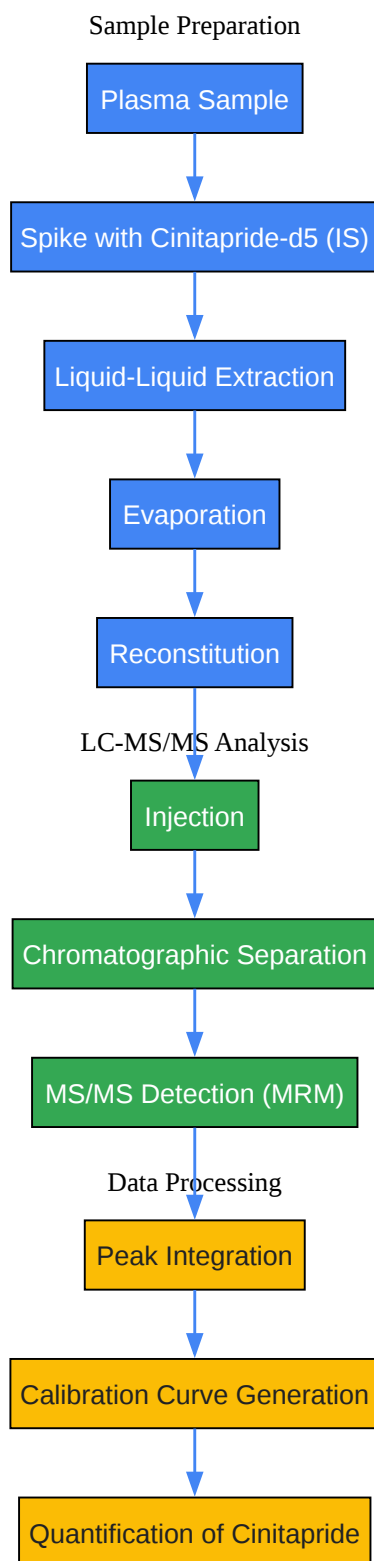 Sample Preparation
Plasma Sample
Spike with Cinitapride-d5 (IS)
Liquid-Liquid Extraction
Evaporation
Reconstitution
LC-MS/MS Analysis
Injection
Chromatographic Separation
MS/MS Detection (MRM)
Data Processing
Peak Integration
Calibration Curve Generation
Quantification of Cinitapride